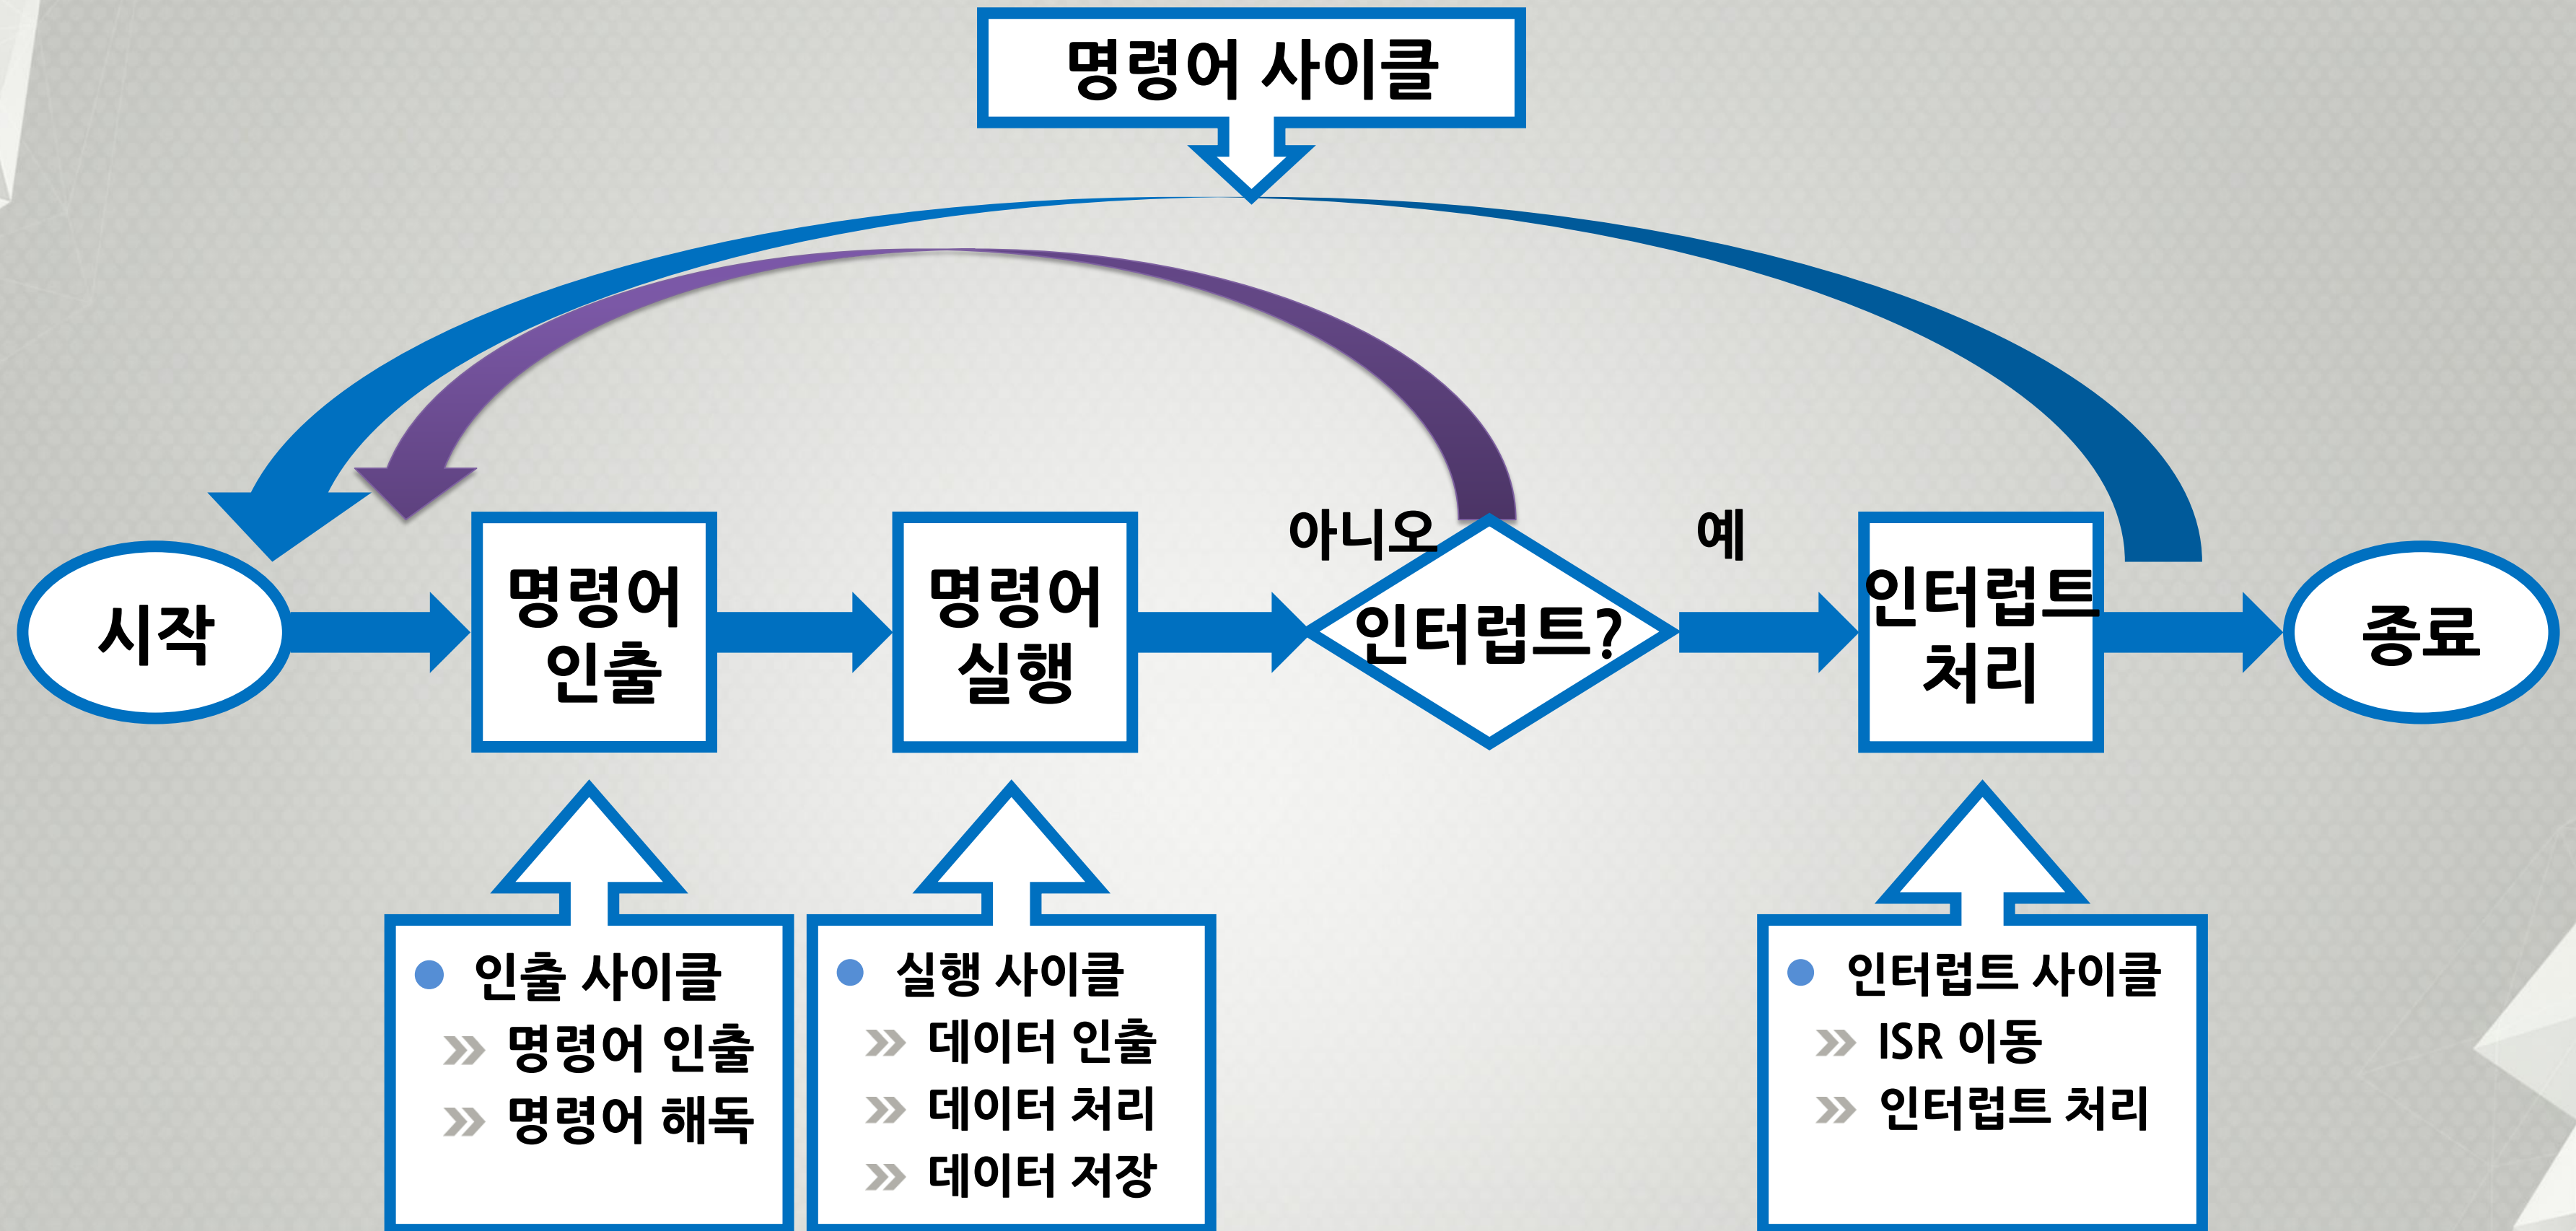 명령어 사이클
시작
명령어
인출
명령어
실행
아니오
인터럽트?
예
인터럽트
처리
종료
인출 사이클
명령어 인출
명령어 해독
실행 사이클
데이터 인출
데이터 처리
데이터 저장
인터럽트 사이클
ISR 이동
인터럽트 처리